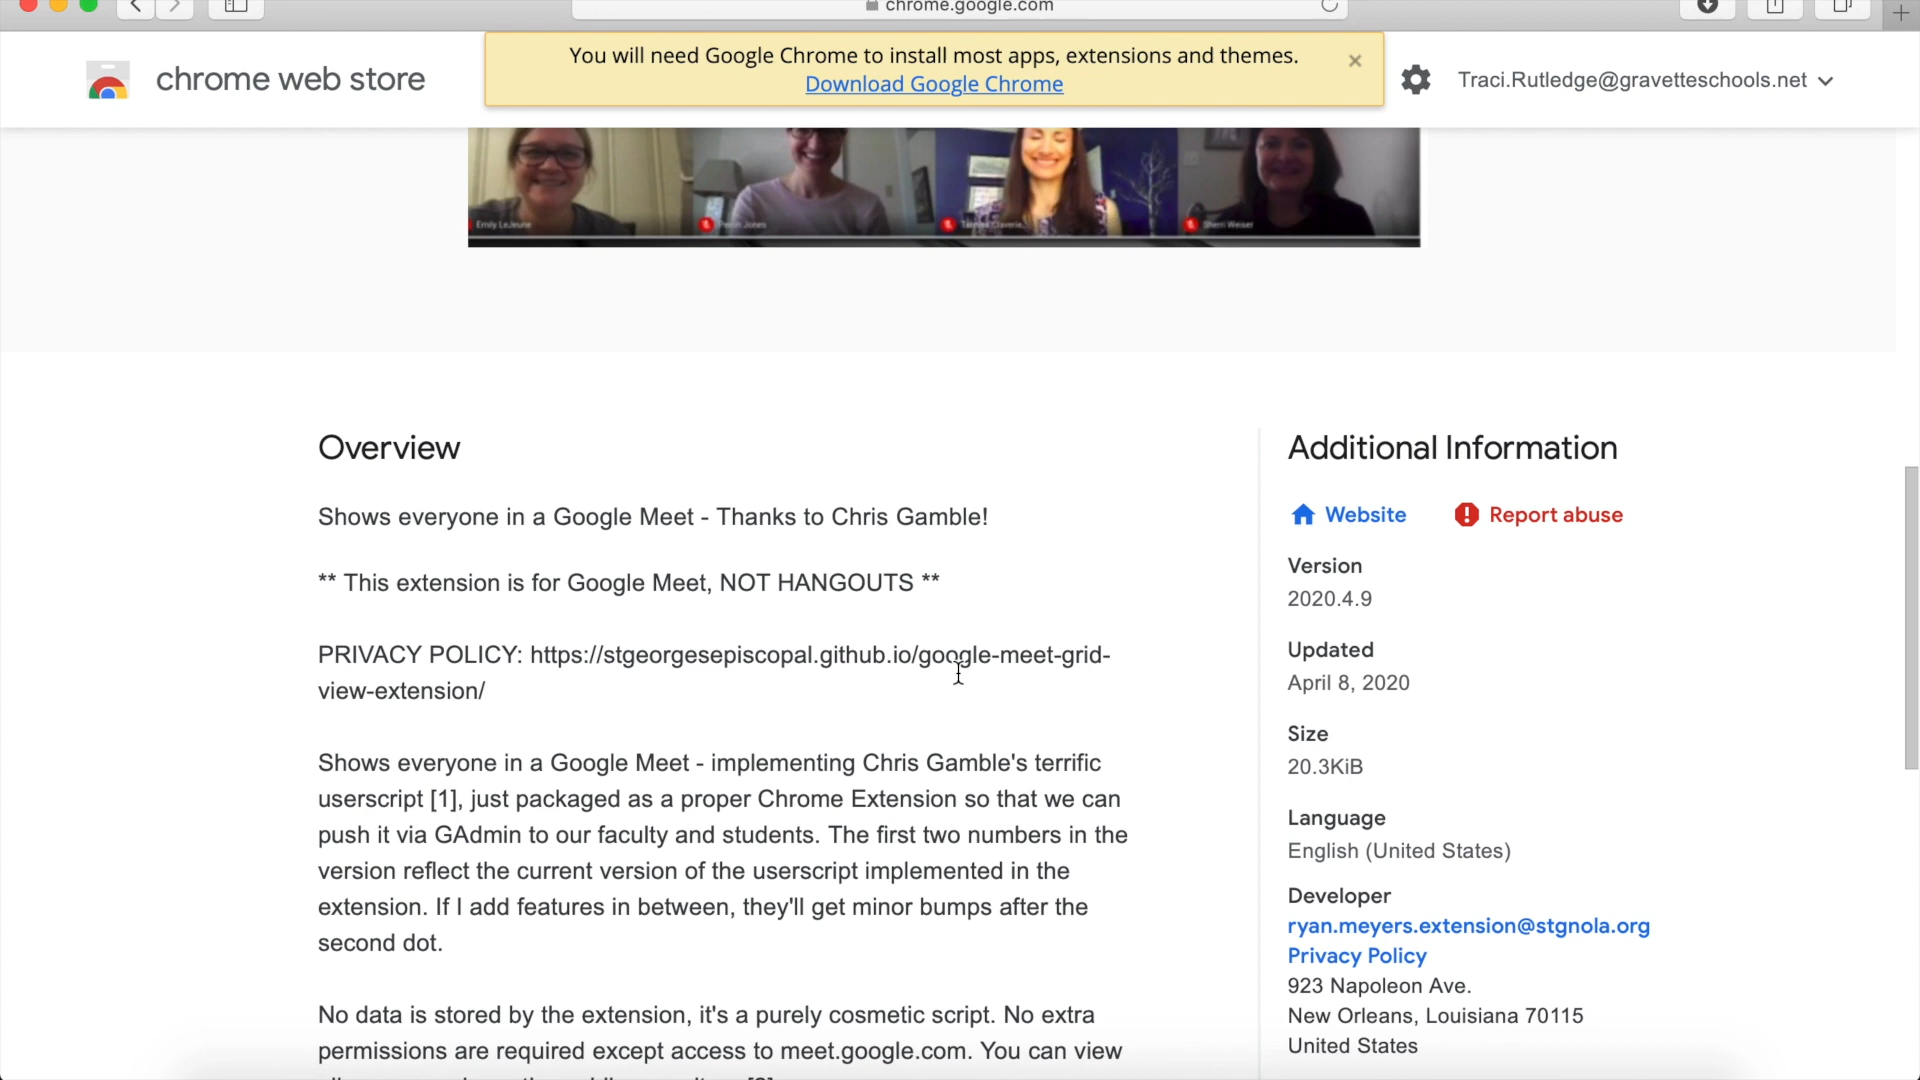 chrome.google.com
chrome web store
You will need Google Chrome to install most apps, extensions and themes.
Download Google Chrome
Traci.Rutledge@gravetteschools.net
Emily LeJeune
Jones
Sherri Weiser
Overview
Shows everyone in a Google Meet - Thanks to Chris Gamble!
** This extension is for Google Meet, NOT HANGOUTS **
PRIVACY POLICY: https://stgeorgesepiscopal.github.io/google-meet-grid-
view-extension/
Shows everyone in a Google Meet - implementing Chris Gamble's terrific
userscript [1], just packaged as a proper Chrome Extension so that we can
push it via GAdmin to our faculty and students. The first two numbers in the
version reflect the current version of the userscript implemented in the
extension. If I add features in between, they'll get minor bumps after the
second dot.
No data is stored by the extension, it's a purely cosmetic script. No extra
permissions are required except access to meet.google.com. You can view
Additional Information
Website
Report abuse
Version
2020.4.9
Updated
April 8, 2020
Size
20.3KiB
Language
English (United States)
Developer
ryan.meyers.extension@stgnola.org
Privacy Policy
923 Napoleon Ave.
New Orleans, Louisiana 70115
United States